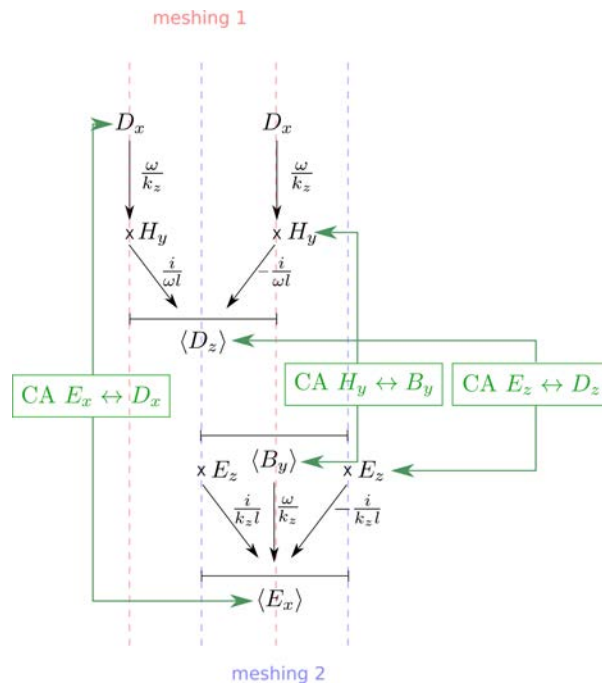 meshing 1
D_x D_x
ω/k_z ω/k_z
x H_y x H_y
i/ωl −i/ωl
⟨D_z⟩
CA E_x ↔ D_x CA H_y ↔ B_y CA E_z ↔ D_z
⟨B_y⟩
x E_z x E_z
i/k_z l ω/k_z −i/k_z l
⟨E_x⟩
meshing 2